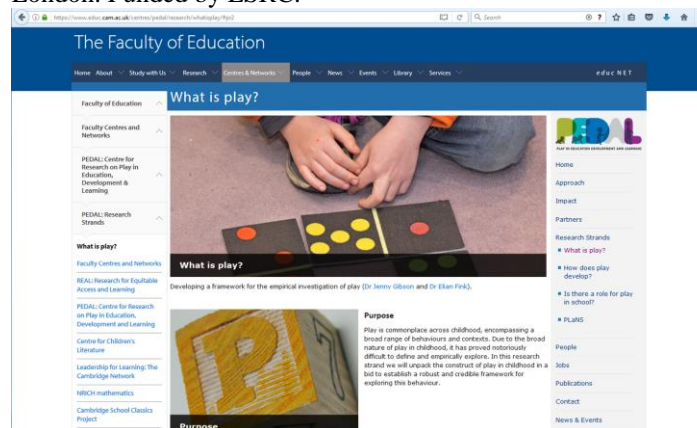 London. Funded by ESRC.
https://www.educ.cam.ac.uk/centres/pedal/research/whatisplay/#pr2
Search
The Faculty of Education
Home About Study with Us Research Centres & Networks People News Events Library Services
educ NET
What is play?
Faculty of Education
Faculty Centres and
Networks
PEDAL: Centre for
Research on Play in
Education,
Development &
Learning
PEDAL: Research
Strands
What is play?
Faculty Centres and Networks
REAL: Research for Equitable
Access and Learning
PEDAL: Centre for Research
on Play in Education,
Development and Learning
Centre for Children's
Literature
Leadership for Learning: The
Cambridge Network
NRICH mathematics
Cambridge School Classics
Project
What is play?
Developing a framework for the empirical investigation of play (Dr Jenny Gibson and Dr Elian Fink).
Purpose
Purpose
Play is commonplace across childhood, encompassing a
broad range of behaviours and contexts. Due to the broad
nature of play in childhood, it has proved notoriously
difficult to define and empirically explore. In this research
strand we will unpack the construct of play in childhood in a
bid to establish a robust and credible framework for
exploring this behaviour.
PEDAL
PLAY IN EDUCATION DEVELOPMENT AND LEARNING
Home
Approach
Impact
Partners
Research Strands
What is play?
How does play
develop?
Is there a role for play
in school?
PLaNS
People
Jobs
Publications
Contact
News & Events